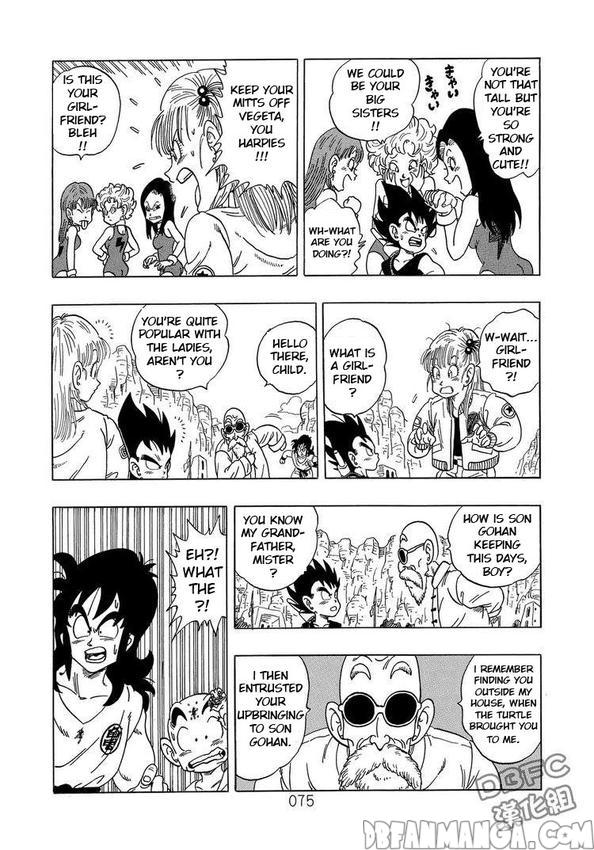 YOU'RE
NOT THAT
TALL BUT
YOU'RE
SO
STRONG
AND
CUTE!!
きゃい
きゃい
WE COULD
BE YOUR
BIG
SISTERS
!!
WH-WHAT
ARE YOU
DOING?!
KEEP YOUR
MITTS OFF
VEGETA,
YOU
HARPIES
!!!
IS THIS
YOUR
GIRL-
FRIEND?
BLEH
!!
W-WAIT...
GIRL-
FRIEND
?!
WHAT IS
A GIRL-
FRIEND
?
HELLO
THERE,
CHILD.
YOU'RE QUITE
POPULAR WITH
THE LADIES,
AREN'T YOU
?
HOW IS SON
GOHAN
KEEPING
THIS DAYS,
BOY?
YOU KNOW
MY GRAND-
FATHER,
MISTER
?
I REMEMBER
FINDING YOU
OUTSIDE MY
HOUSE, WHEN
THE TURTLE
BROUGHT YOU
TO ME.
I THEN
ENTRUSTED
YOUR
UPBRINGING
TO SON
GOHAN.
EH?!
WHAT
THE
?!
075
DBFC
漢化組
DBFANMANGA.COM